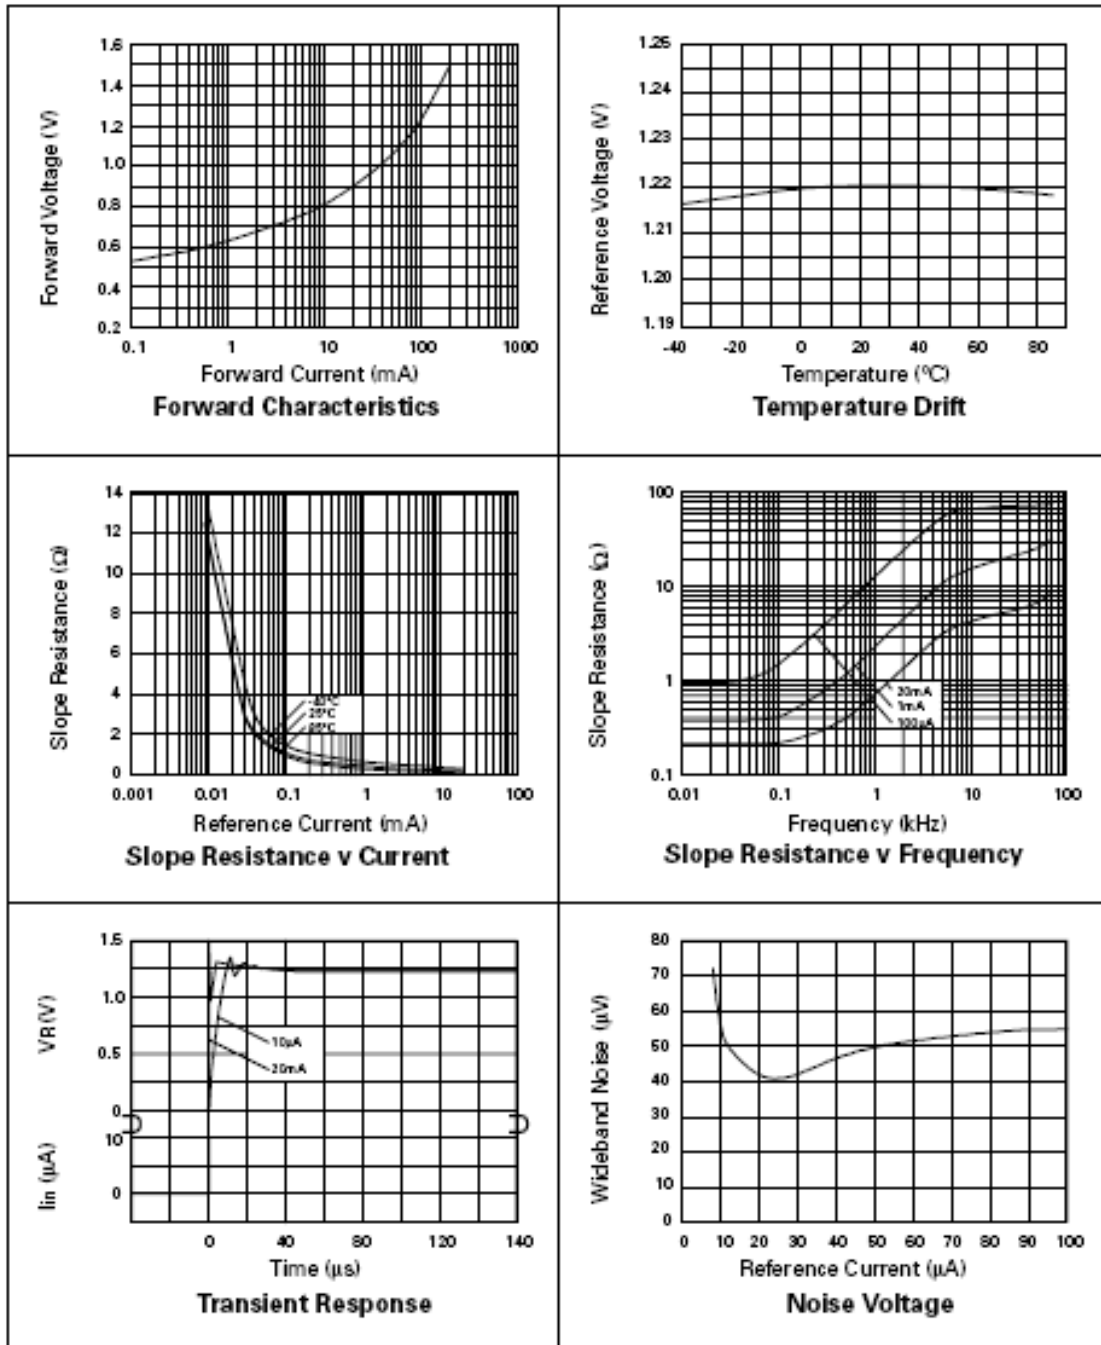 1.6
1.4
1.2
1.0
0.8
0.6
0.4
0.2
Forward Voltage (V)
0.1 1 10 100 1000
Forward Current (mA)
Forward Characteristics
1.25
1.24
1.23
1.22
1.21
1.20
1.19
Reference Voltage (V)
-40 -20 0 20 40 60 80
Temperature (ºC)
Temperature Drift
14
12
10
8
6
4
2
0
Slope Resistance (Ω)
-40ºC
25ºC
85ºC
0.001 0.01 0.1 1 10 100
Reference Current (mA)
Slope Resistance v Current
100
10
1
0.1
Slope Resistance (Ω)
20mA
1mA
100µA
0.01 0.1 1 10 100
Frequency (kHz)
Slope Resistance v Frequency
1.5
1.0
0.5
0
VR (V)
10µA
20mA
10
0
Iin (µA)
0 40 80 120 140
Time (µs)
Transient Response
80
70
60
50
40
30
20
10
0
Wideband Noise (µV)
0 10 20 30 40 50 60 70 80 90 100
Reference Current (µA)
Noise Voltage